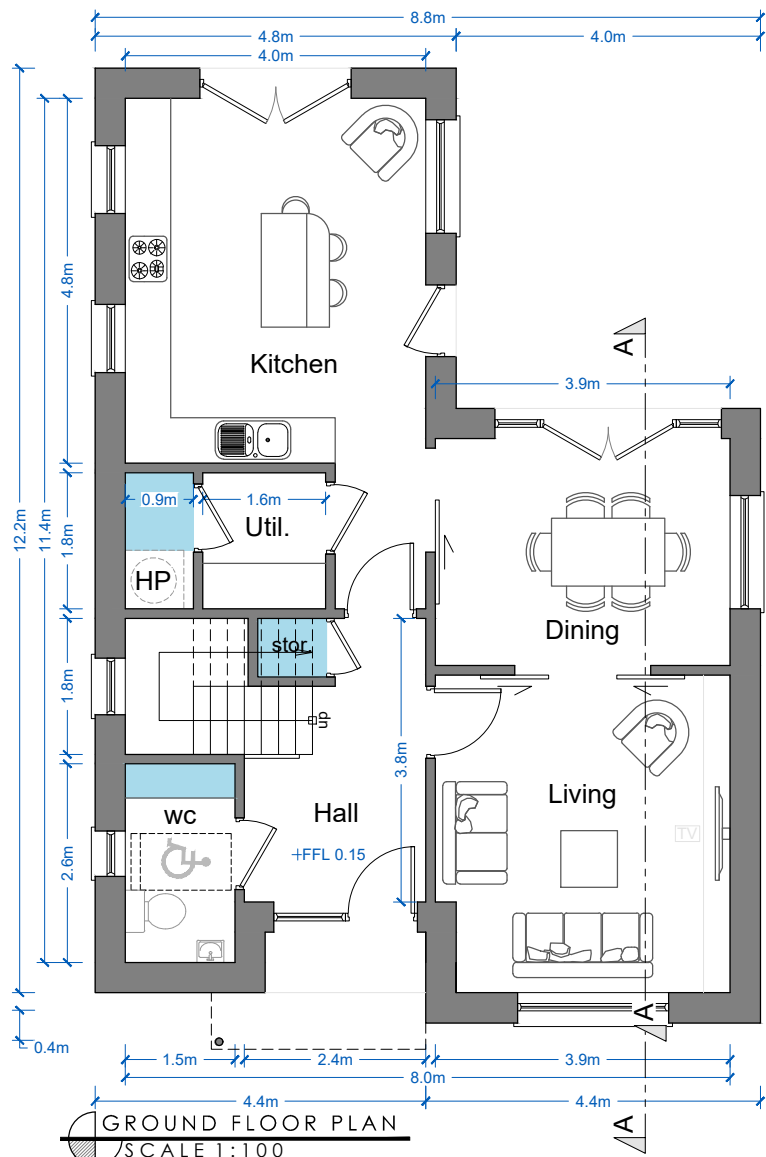 8.8m
4.8m
4.0m
4.0m
Kitchen
A
4.8m
3.9m
12.2m
11.4m
0.9m
1.6m
Util.
1.8m
HP
Dining
stor.
1.8m
dn
3.8m
Living
wc
Hall
TV
+FFL 0.15
2.6m
A
0.4m
1.5m
2.4m
3.9m
8.0m
4.4m
4.4m
A
GROUND FLOOR PLAN
SCALE 1:100